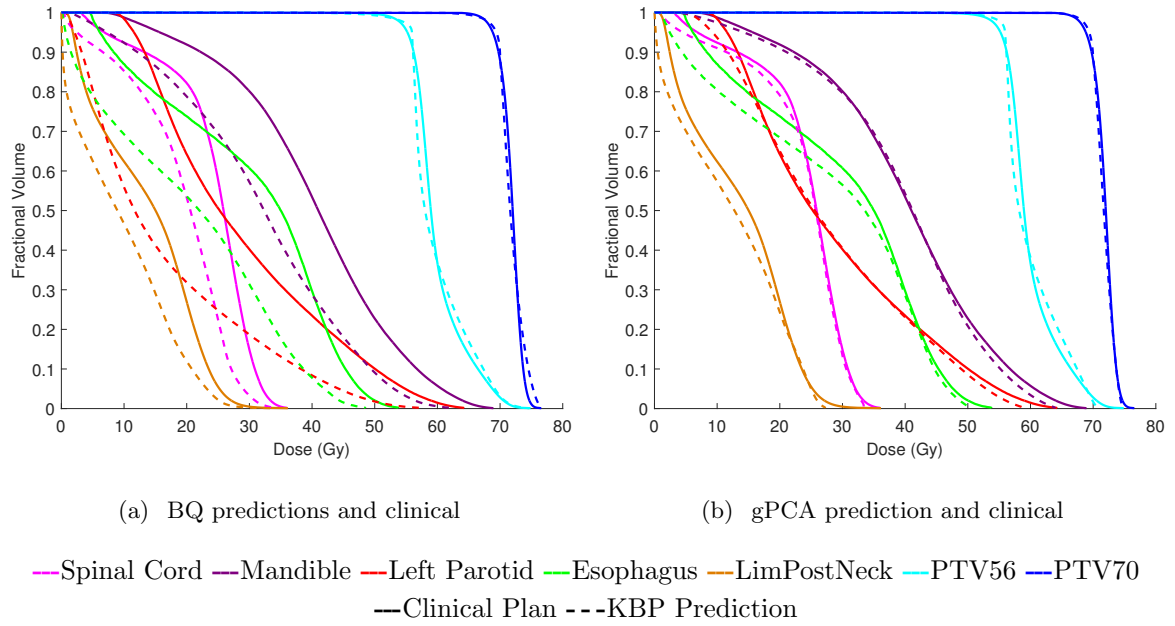 1
0.9
0.8
0.7
0.6
0.5
0.4
0.3
0.2
0.1
0
Fractional Volume
0 10 20 30 40 50 60 70 80
Dose (Gy)
(a) BQ predictions and clinical
1
0.9
0.8
0.7
0.6
0.5
0.4
0.3
0.2
0.1
0
Fractional Volume
0 10 20 30 40 50 60 70 80
Dose (Gy)
(b) gPCA prediction and clinical
Spinal Cord Mandible Left Parotid Esophagus LimPostNeck PTV56 PTV70
Clinical Plan KBP Prediction